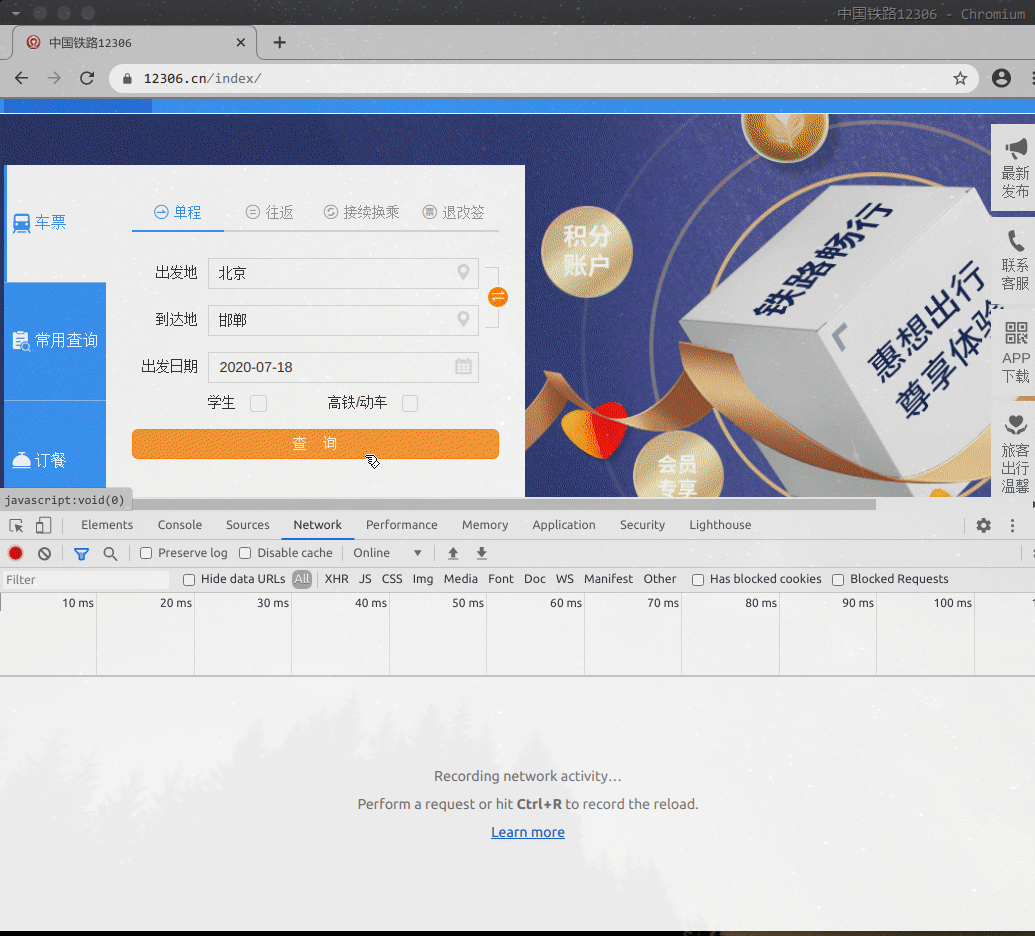 中国铁路12306 - Chromium
中国铁路12306
12306.cn/index/
车票
常用查询
订餐
单程 往返 接续换乘 退改签
出发地 北京
到达地 邯郸
出发日期 2020-07-18
学生 高铁/动车
查 询
积分
账户
会员
专享
铁路畅行
惠想出行
尊享体验
最新
发布
联系
客服
APP
下载
旅客
出行
温馨
javascript:void(0)
Elements Console Sources Network Performance Memory Application Security Lighthouse
Preserve log Disable cache Online
Filter Hide data URLs All XHR JS CSS Img Media Font Doc WS Manifest Other Has blocked cookies Blocked Requests
10 ms 20 ms 30 ms 40 ms 50 ms 60 ms 70 ms 80 ms 90 ms 100 ms
Recording network activity…
Perform a request or hit Ctrl+R to record the reload.
Learn more